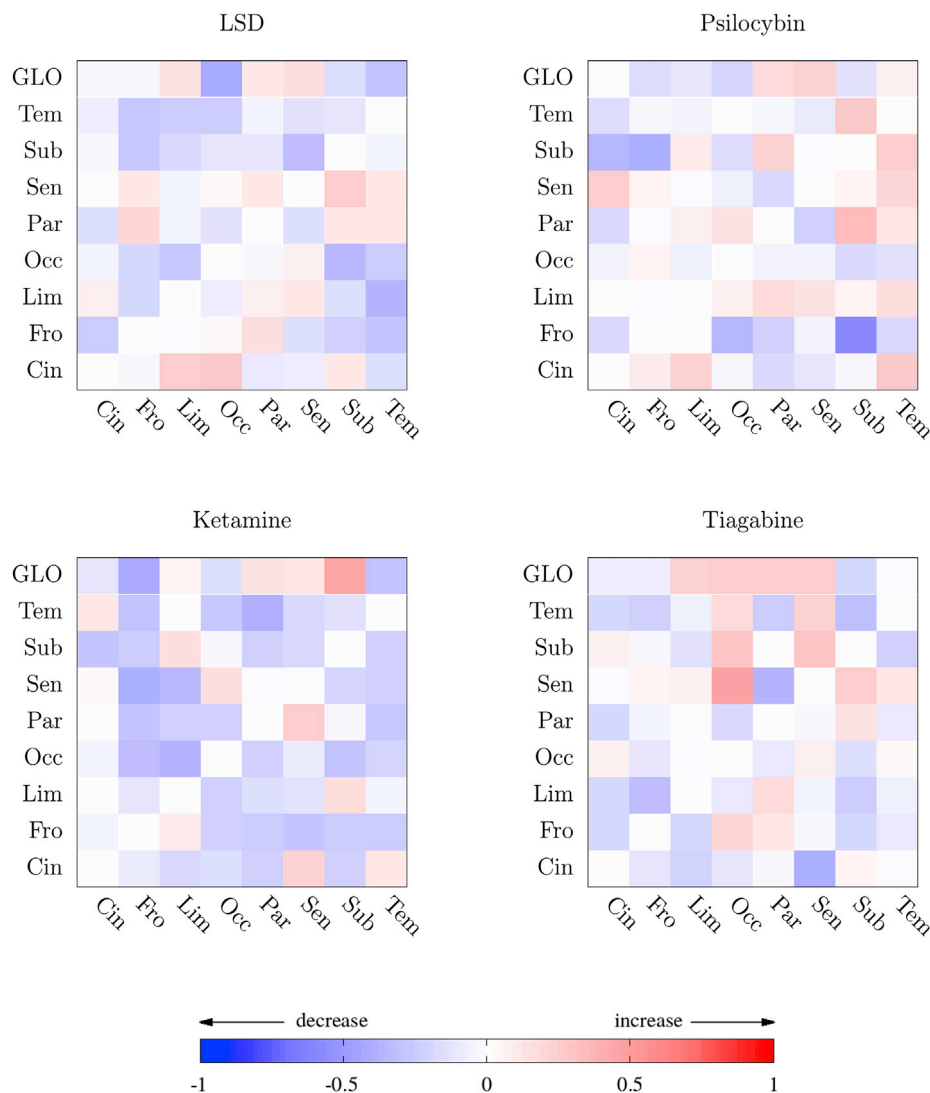 LSD
Psilocybin
GLO
Tem
Sub
Sen
Par
Occ
Lim
Fro
Cin
Cin Fro Lim Occ Par Sen Sub Tem
GLO
Tem
Sub
Sen
Par
Occ
Lim
Fro
Cin
Cin Fro Lim Occ Par Sen Sub Tem
Ketamine
Tiagabine
GLO
Tem
Sub
Sen
Par
Occ
Lim
Fro
Cin
Cin Fro Lim Occ Par Sen Sub Tem
GLO
Tem
Sub
Sen
Par
Occ
Lim
Fro
Cin
Cin Fro Lim Occ Par Sen Sub Tem
decrease increase
-1 -0.5 0 0.5 1